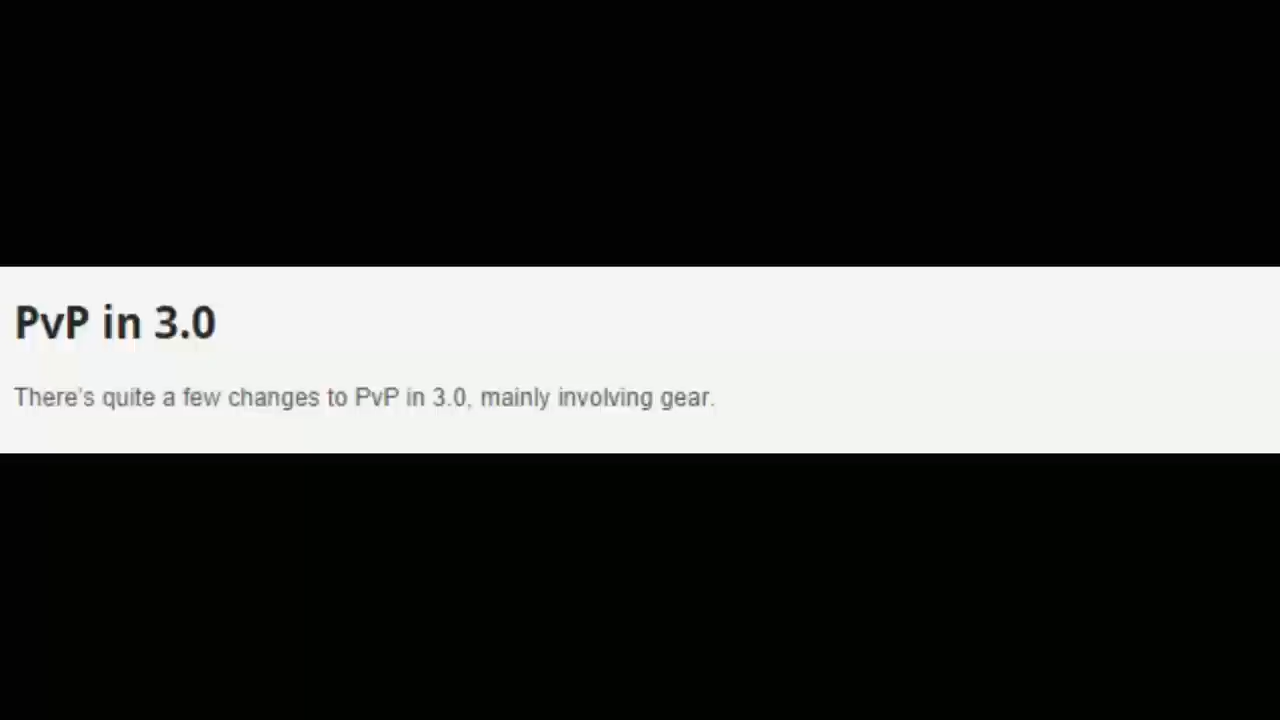 PvP in 3.0
There's quite a few changes to PvP in 3.0, mainly involving gear.